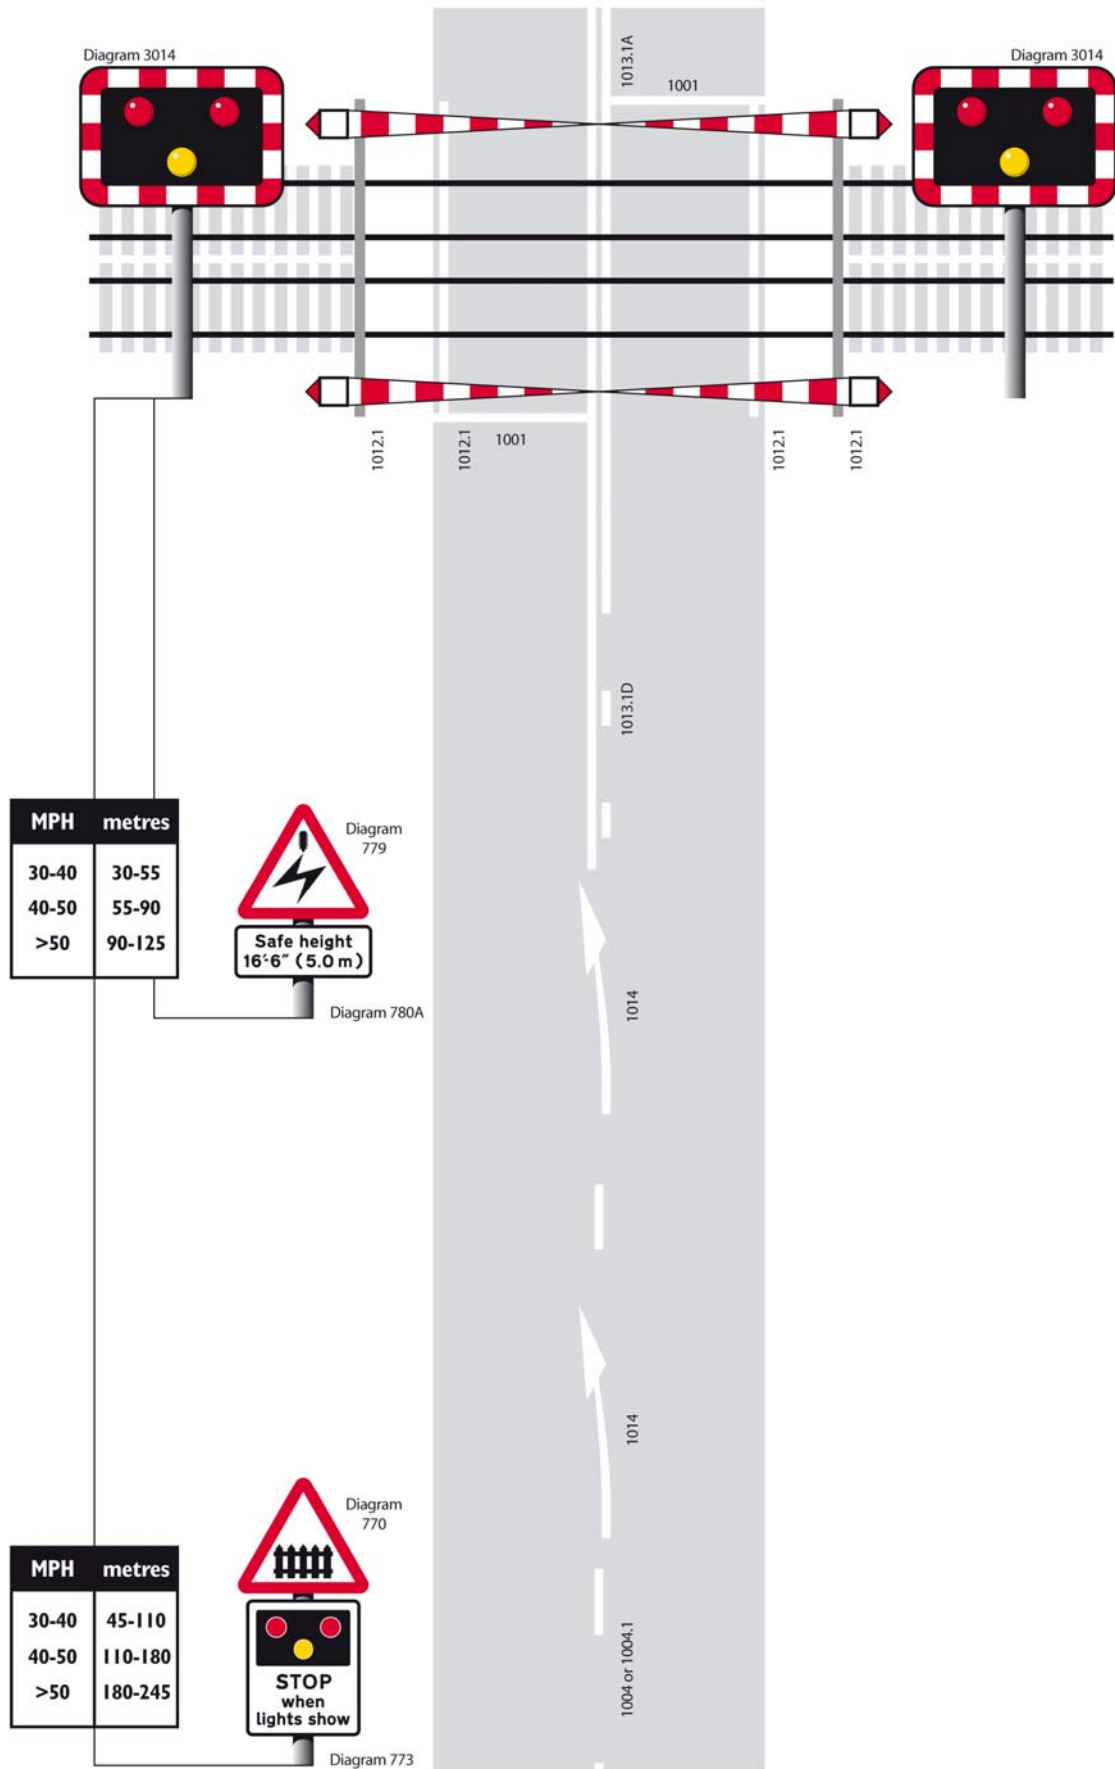 Diagram 3014
Diagram 3014
1013.1A
1001
1012.1
1012.1
1001
1012.1
1012.1
1013.1D
MPH metres
30-40 30-55
40-50 55-90
>50 90-125
Diagram
779
Safe height
16'-6" (5.0 m)
Diagram 780A
1014
1014
Diagram
770
MPH metres
30-40 45-110
40-50 110-180
>50 180-245
STOP
when
lights show
Diagram 773
1004 or 1004.1